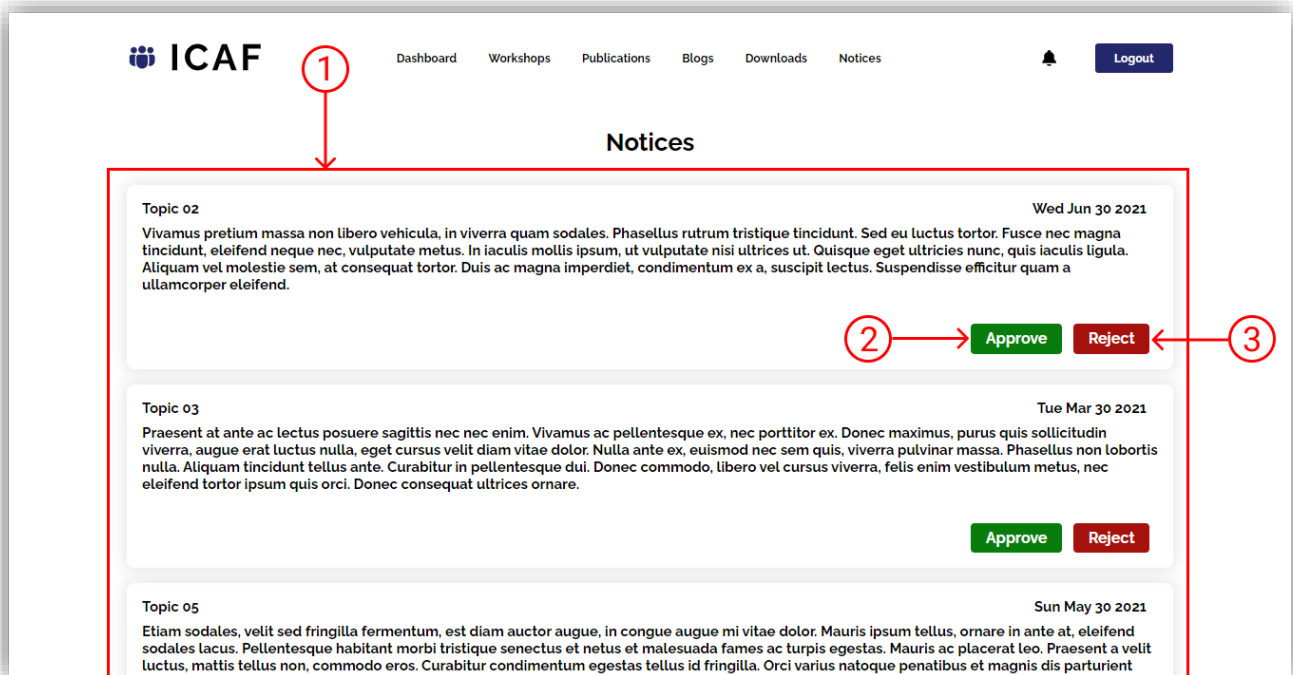 ICAF
1
Dashboard Workshops Publications Blogs Downloads Notices
Logout
Notices
Topic 02 Wed Jun 30 2021
Vivamus pretium massa non libero vehicula, in viverra quam sodales. Phasellus rutrum tristique tincidunt. Sed eu luctus tortor. Fusce nec magna
tincidunt, eleifend neque nec, vulputate metus. In iaculis mollis ipsum, ut vulputate nisi ultrices ut. Quisque eget ultricies nunc, quis iaculis ligula.
Aliquam vel molestie sem, at consequat tortor. Duis ac magna imperdiet, condimentum ex a, suscipit lectus. Suspendisse efficitur quam a
ullamcorper eleifend.
2 Approve Reject 3
Topic 03 Tue Mar 30 2021
Praesent at ante ac lectus posuere sagittis nec nec enim. Vivamus ac pellentesque ex, nec porttitor ex. Donec maximus, purus quis sollicitudin
viverra, augue erat luctus nulla, eget cursus velit diam vitae dolor. Nulla ante ex, euismod nec sem quis, viverra pulvinar massa. Phasellus non lobortis
nulla. Aliquam tincidunt tellus ante. Curabitur in pellentesque dui. Donec commodo, libero vel cursus viverra, felis enim vestibulum metus, nec
eleifend tortor ipsum quis orci. Donec consequat ultrices ornare.
Approve Reject
Topic 05 Sun May 30 2021
Etiam sodales, velit sed fringilla fermentum, est diam auctor augue, in congue augue mi vitae dolor. Mauris ipsum tellus, ornare in ante at, eleifend
sodales lacus. Pellentesque habitant morbi tristique senectus et netus et malesuada fames ac turpis egestas. Mauris ac placerat leo. Praesent a velit
luctus, mattis tellus non, commodo eros. Curabitur condimentum egestas tellus id fringilla. Orci varius natoque penatibus et magnis dis parturient